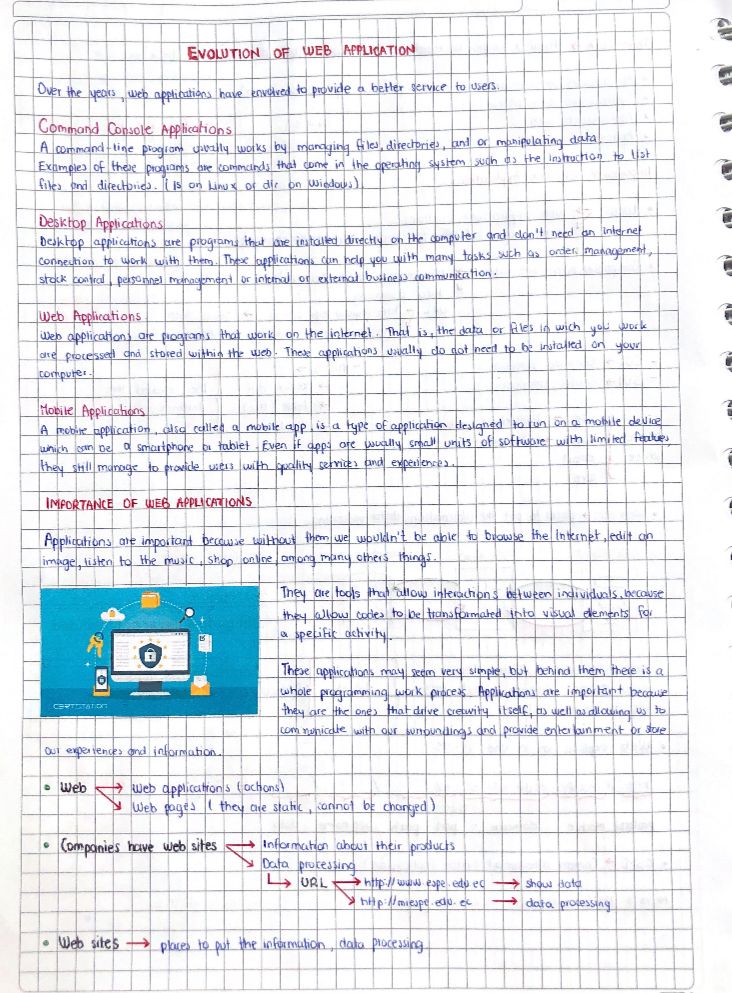 EVOLUTION OF WEB APPLICATION
Over the years, web applications have envolved to provide a better service to users.
Command Console Applications
A command-line program usually works by managing files, directories, and or manipulating data.
Examples of these programs are commands that come in the operating system such as the instruction to list
files and directories. (ls on Linux or dir on Windows)
Desktop Applications
Desktop applications are programs that are installed directly on the computer and don't need an internet
connection to work with them. These applications can help you with many tasks such as order management,
stock control, personnel management or internal or external business communication.
Web Applications
Web applications are programs that work on the internet. That is, the data or files in wich you work
are processed and stored within the web. These applications usually do not need to be installed on your
computer.
Mobile Applications
A mobile application, also called a mobile app, is a type of application designed to run on a mobile device,
which can be a smartphone or tablet. Even if apps are usually small units of software with limited features,
they still manage to provide users with quality services and experiences.
IMPORTANCE OF WEB APPLICATIONS
Applications are important because without them we wouldn't be able to browse the Internet, edit an
image, listen to the music, shop online, among many others things.
They are tools that allow interactions between individuals, because
they allow codes to be transformated into visual elements for
a specific activity.
These applications may seem very simple, but behind them there is a
whole programming work process. Applications are important because
they are the ones that drive creavity itself, as well as allowing us to
communicate with our surroundings and provide entertainment or store
our experiences and information.
CERTSTATION
• Web → Web applications (actions)
→ Web pages (they are static, cannot be changed)
• Companies have web sites → Information about their products
→ Data processing
→ URL → http://www.espe.edu.ec → show data
→ http://miespe.edu.ec → data processing
• Web sites → places to put the information, data processing